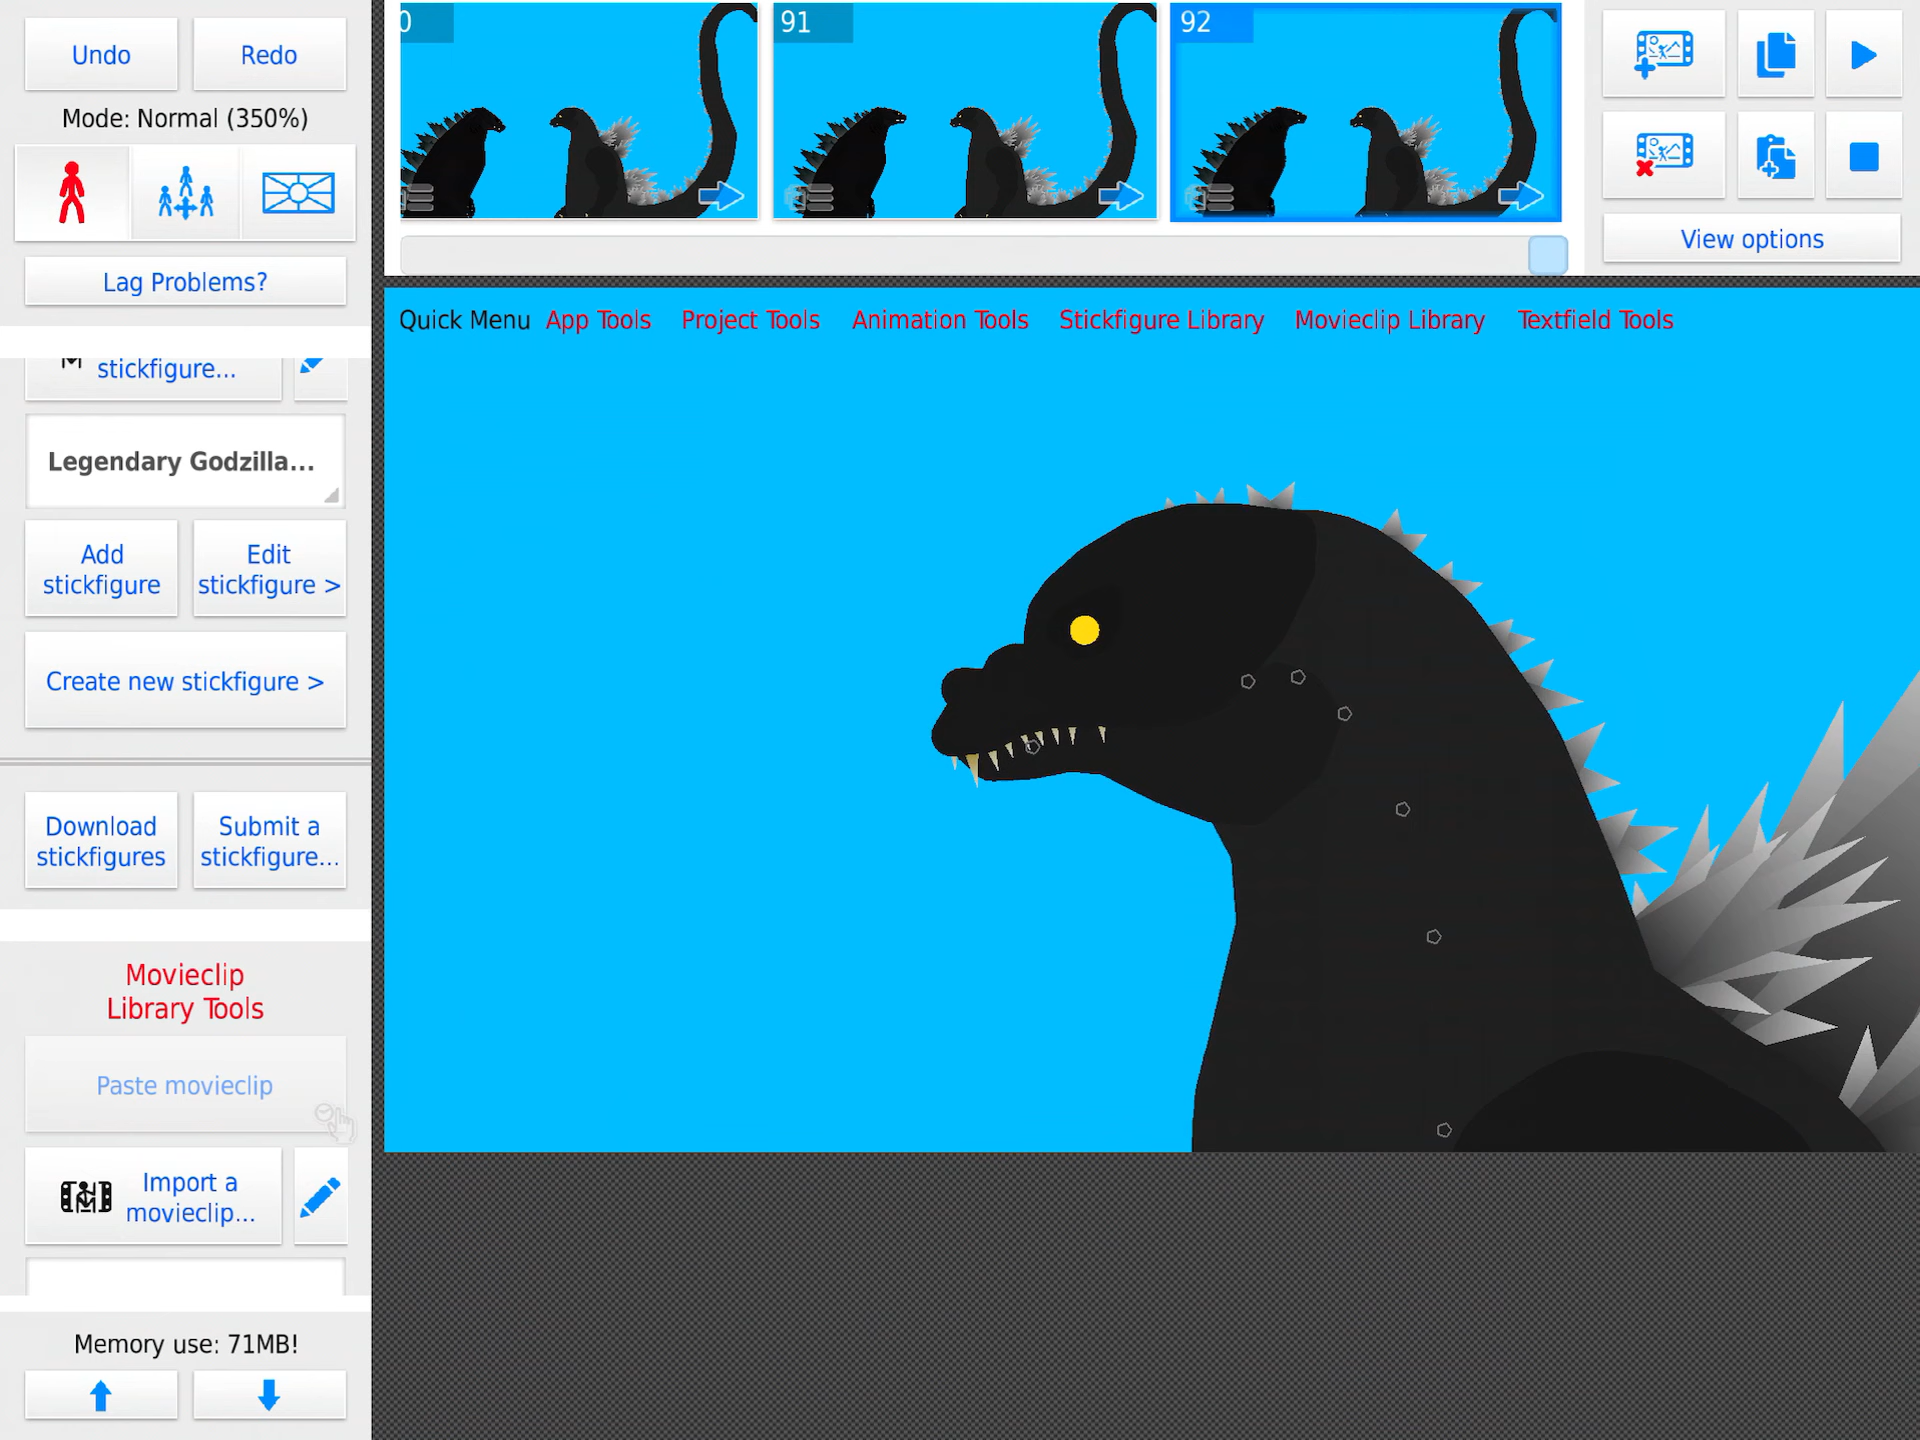 Undo
Redo
Mode: Normal (350%)
Lag Problems?
stickfigure...
Legendary Godzilla...
Add
stickfigure
Edit
stickfigure >
Create new stickfigure >
Download
stickfigures
Submit a
stickfigure...
Movieclip
Library Tools
Paste movieclip
Import a
movieclip...
Memory use: 71MB!
0
91
92
View options
Quick Menu App Tools Project Tools Animation Tools Stickfigure Library Movieclip Library Textfield Tools